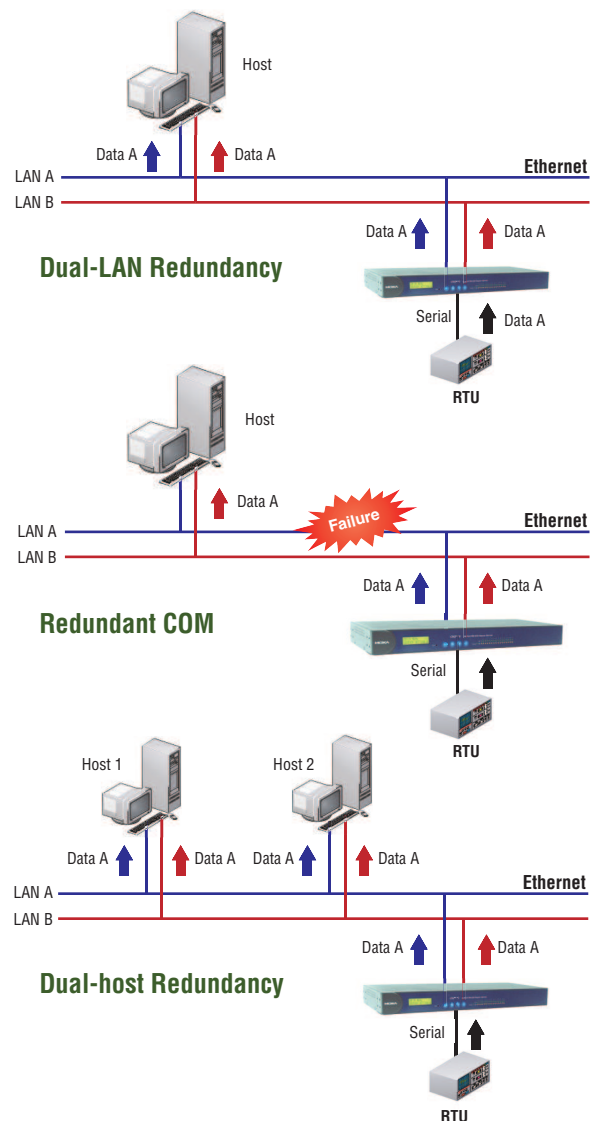 Host
Data A
Data A
Ethernet
LAN A
LAN B
Data A
Data A
Dual-LAN Redundancy
Serial
Data A
RTU
Host
Data A
Failure
Ethernet
LAN A
LAN B
Data A
Data A
Redundant COM
Serial
RTU
Host 1
Host 2
Data A
Data A
Data A
Data A
Ethernet
LAN A
LAN B
Data A
Data A
Dual-host Redundancy
Serial
RTU